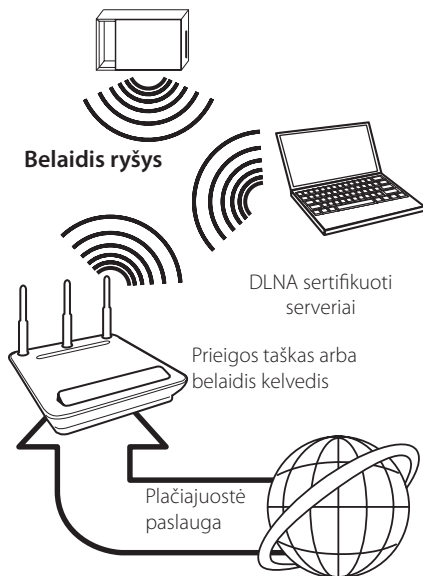 Belaidis ryšys
DLNA sertifikuoti
serveriai
Prieigos taškas arba
belaidis kelvedis
Plačiajuostė
paslauga